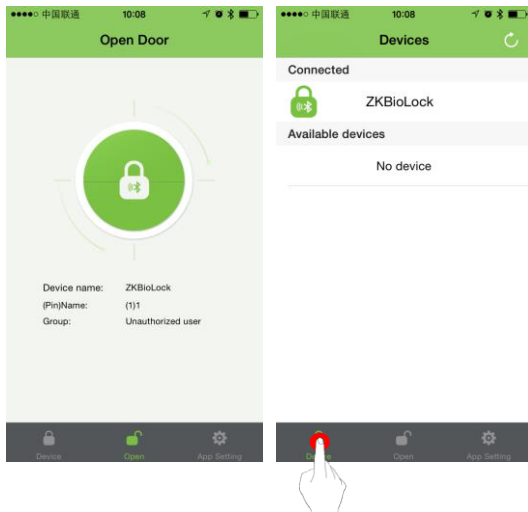 中国联通 10:08
Open Door
Device name: ZKBioLock
(Pin)Name: (1)1
Group: Unauthorized user
Device Open App Setting
中国联通 10:08
Devices
Connected
ZKBioLock
Available devices
No device
Device Open App Setting